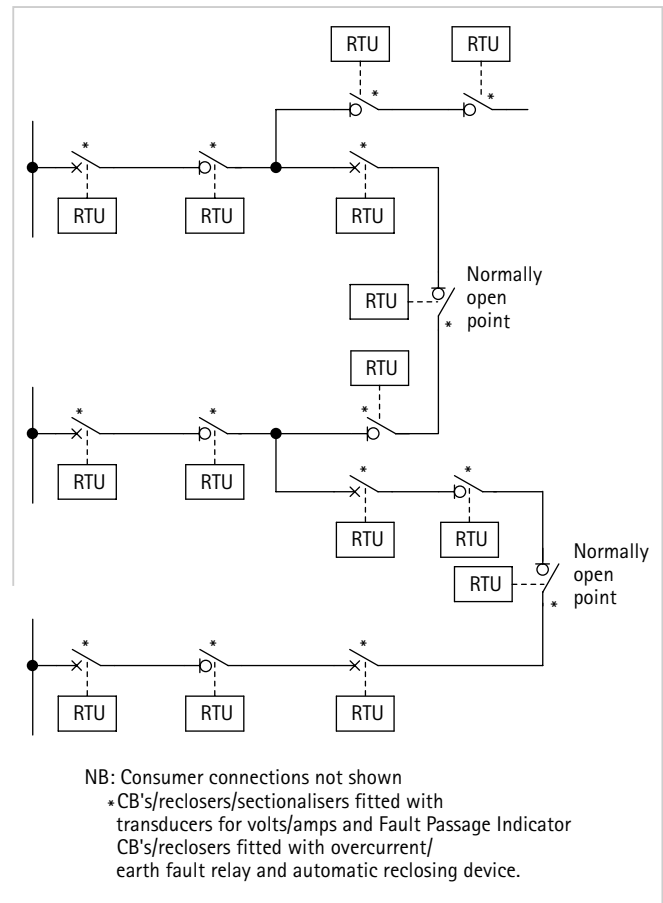 RTU
RTU
*
*
*
*
*
RTU
RTU
RTU
RTU
Normally
open
point
*
RTU
*
*
*
RTU
RTU
*
*
RTU
RTU
Normally
open
point
RTU
*
*
*
*
RTU
RTU
RTU
NB: Consumer connections not shown
*CB's/reclosers/sectionalisers fitted with
transducers for volts/amps and Fault Passage Indicator
CB's/reclosers fitted with overcurrent/
earth fault relay and automatic reclosing device.